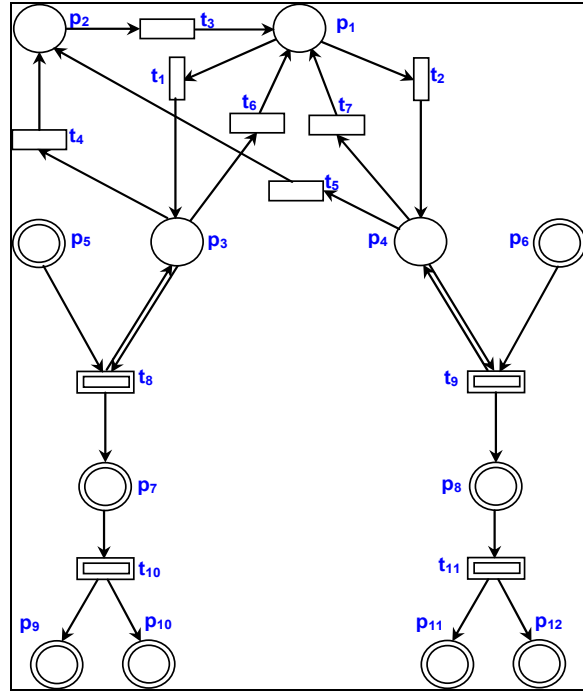 p₂ t₃ p₁
t₁ t₂
t₆ t₇
t₄
t₅
p₅ p₃ p₄ p₆
t₈ t₉
p₇ p₈
t₁₀ t₁₁
p₉ p₁₀ p₁₁ p₁₂